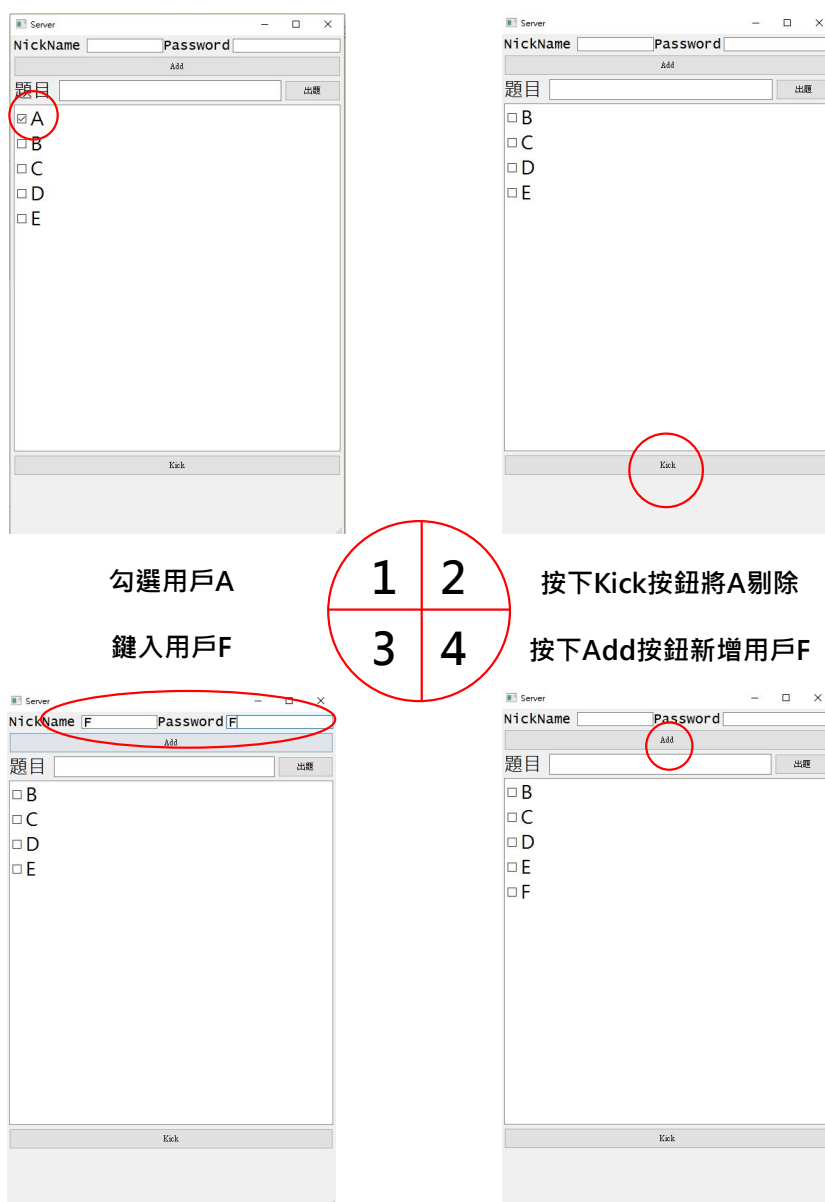 Server
NickName Password
Add
題目 出題
A
B
C
D
E
Kick
Server
NickName Password
Add
題目 出題
B
C
D
E
Kick
勾選用戶A
1 2
按下Kick按鈕將A剔除
鍵入用戶F
3 4
按下Add按鈕新增用戶F
Server
NickName F Password F
Add
題目 出題
B
C
D
E
Kick
Server
NickName Password
Add
題目 出題
B
C
D
E
F
Kick